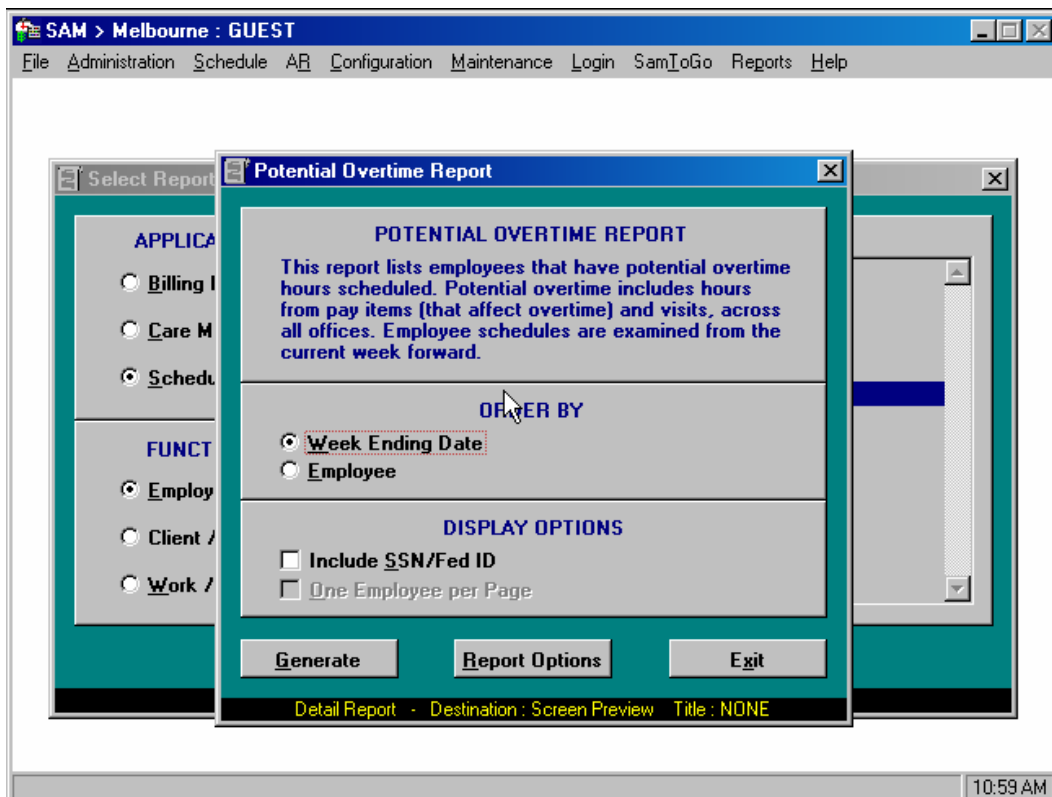 SAM > Melbourne : GUEST
File Administration Schedule AR Configuration Maintenance Login SamToGo Reports Help
Select Report
Potential Overtime Report
APPLICA
Billing
Care M
Schedu
FUNCT
Employ
Client /
Work /
POTENTIAL OVERTIME REPORT
This report lists employees that have potential overtime
hours scheduled. Potential overtime includes hours
from pay items (that affect overtime) and visits, across
all offices. Employee schedules are examined from the
current week forward.
ORDER BY
Week Ending Date
Employee
DISPLAY OPTIONS
Include SSN/Fed ID
One Employee per Page
Generate Report Options Exit
Detail Report - Destination : Screen Preview Title : NONE
10:59 AM